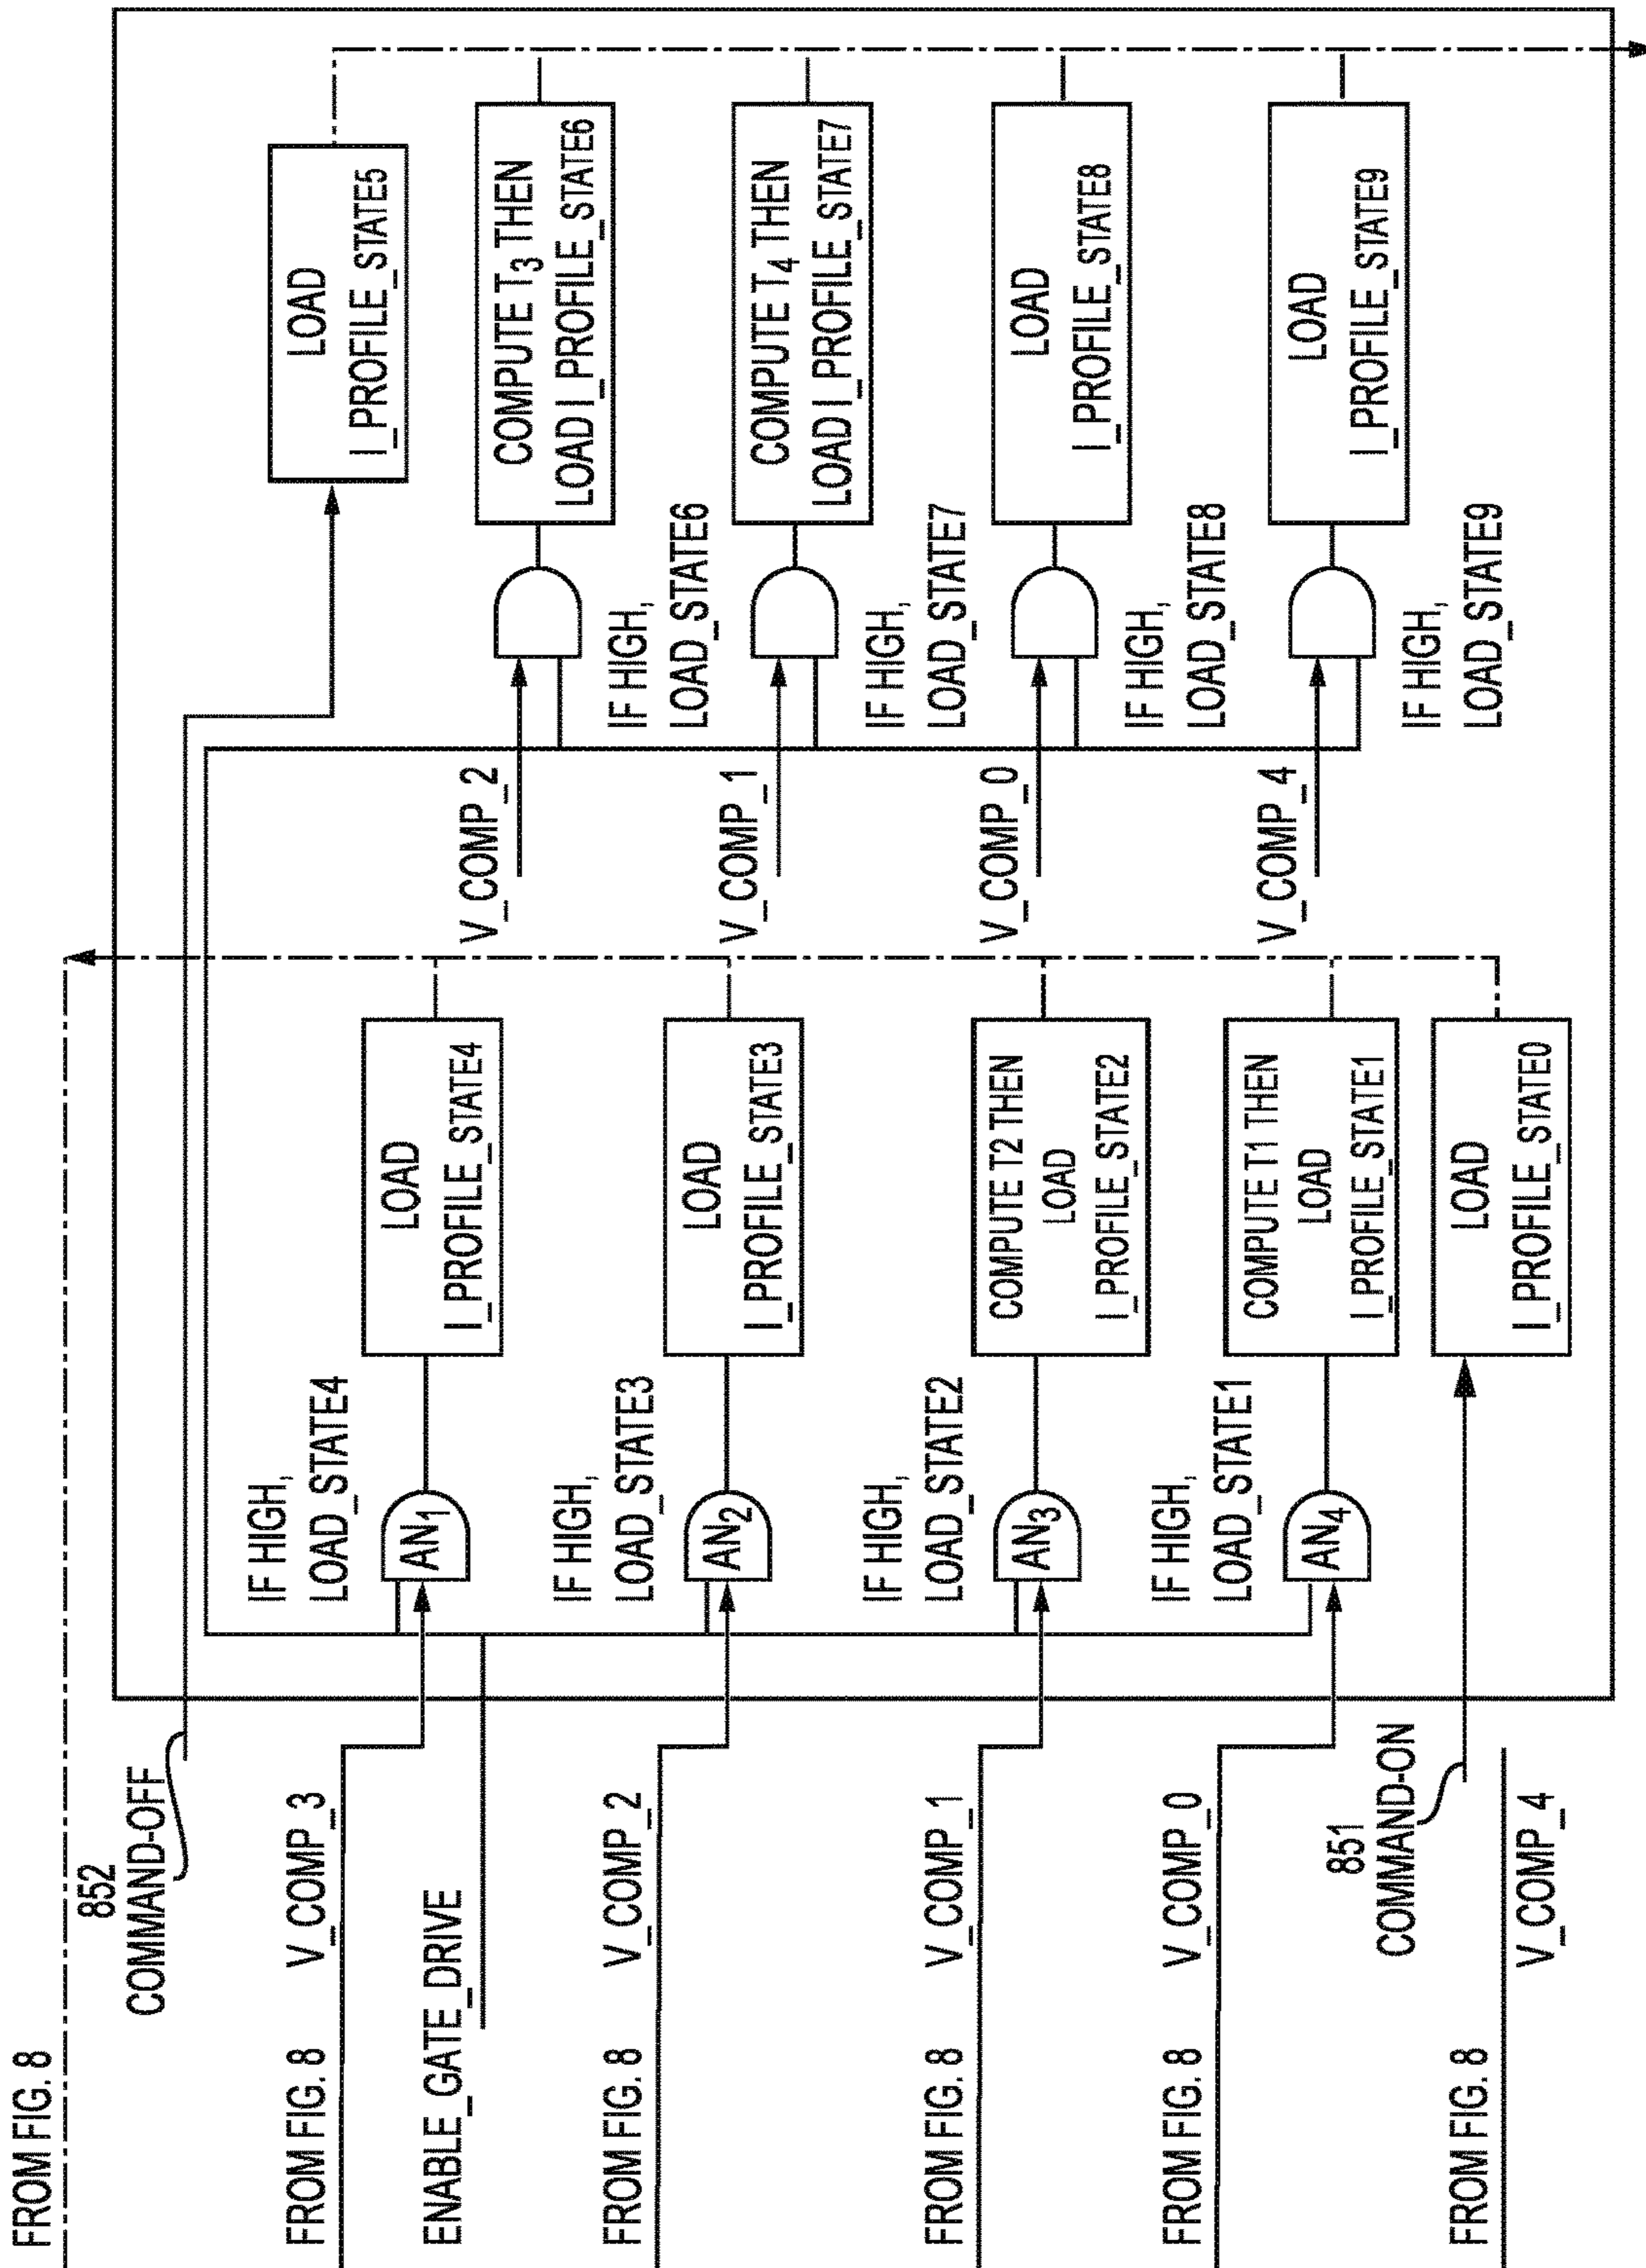 FROM FIG. 8
852
COMMAND-OFF
FROM FIG. 8 V_COMP_3
ENABLE_GATE_DRIVE
FROM FIG. 8 V_COMP_2
FROM FIG. 8 V_COMP_1
FROM FIG. 8 V_COMP_0
851
COMMAND-ON
FROM FIG. 8 V_COMP_4
IF HIGH,
LOAD_STATE4
AN1
LOAD
I_PROFILE_STATE4
IF HIGH,
LOAD_STATE3
AN2
LOAD
I_PROFILE_STATE3
IF HIGH,
LOAD_STATE2
AN3
COMPUTE T2 THEN
LOAD
I_PROFILE_STATE2
IF HIGH,
LOAD_STATE1
AN4
COMPUTE T1 THEN
LOAD
I_PROFILE_STATE1
LOAD
I_PROFILE_STATE0
LOAD
I_PROFILE_STATE5
V_COMP_2
COMPUTE T3 THEN
LOAD I_PROFILE_STATE6
IF HIGH,
LOAD_STATE6
V_COMP_1
COMPUTE T4 THEN
LOAD I_PROFILE_STATE7
IF HIGH,
LOAD_STATE7
V_COMP_0
LOAD
I_PROFILE_STATE8
IF HIGH,
LOAD_STATE8
V_COMP_4
LOAD
I_PROFILE_STATE9
IF HIGH,
LOAD_STATE9